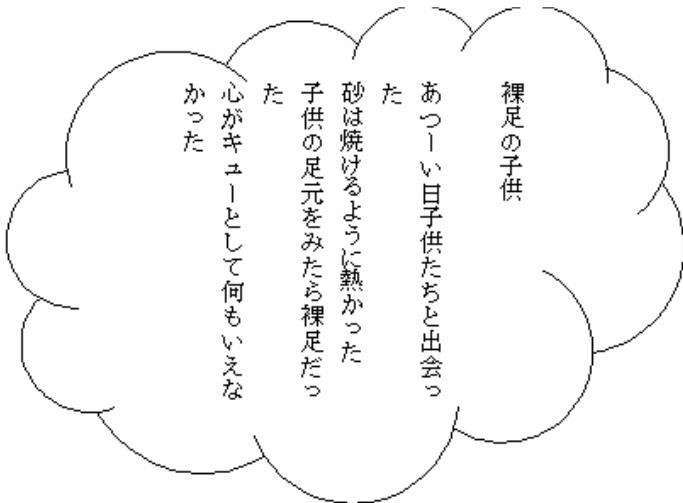 裸足の子供
あつーい日子供たちと出会っ
た
砂は焼けるように熱かった
子供の足元をみたら裸足だっ
た
心がキューとして何もいえな
かった